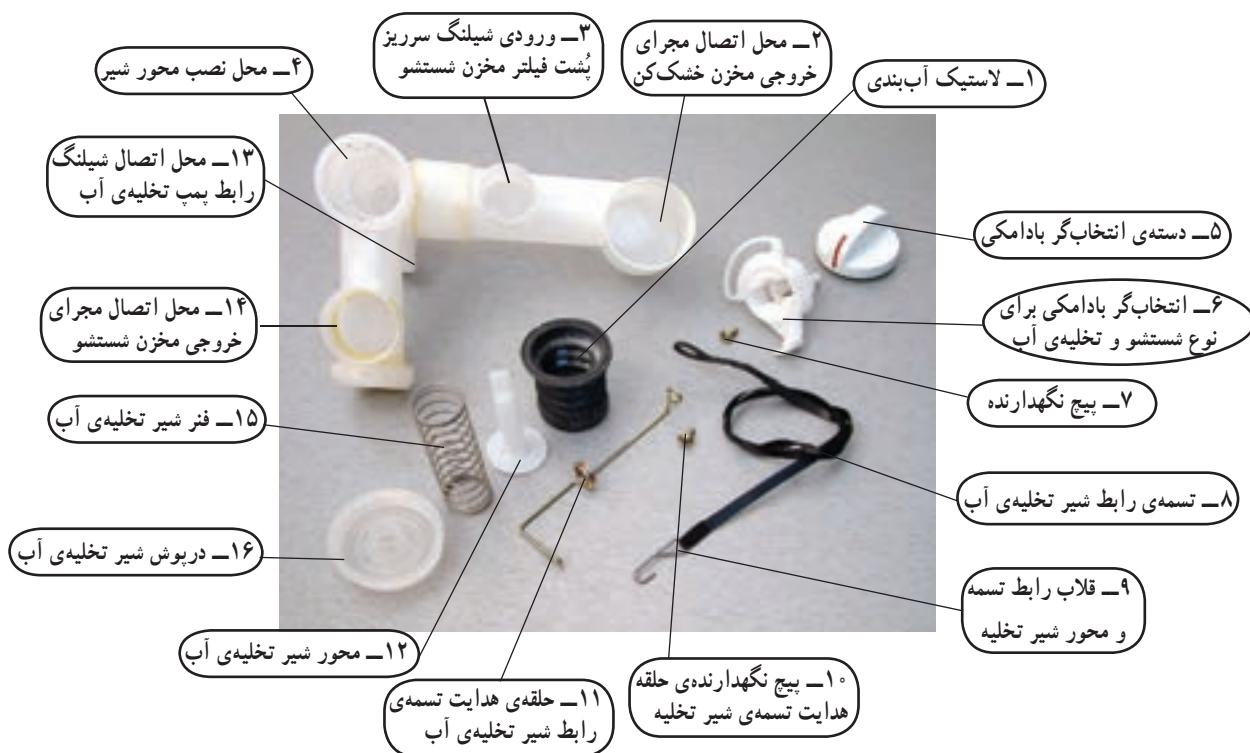 ۱ــ لاستیک آب‌بندی
۲ــ محل اتصال مجرای
خروجی مخزن خشک‌کن
۳ــ ورودی شیلنگ سرریز
پُشت فیلتر مخزن شستشو
۴ــ محل نصب محور شیر
۱۳ــ محل اتصال شیلنگ
رابط پمپ تخلیه‌ی آب
۵ــ دسته‌ی انتخاب‌گر بادامکی
۶ــ انتخاب‌گر بادامکی برای
نوع شستشو و تخلیه‌ی آب
۱۴ــ محل اتصال مجرای
خروجی مخزن شستشو
۷ــ پیچ نگهدارنده
۱۵ــ فنر شیر تخلیه‌ی آب
۸ــ تسمه‌ی رابط شیر تخلیه‌ی آب
۱۶ــ درپوش شیر تخلیه‌ی آب
۹ــ قلاب رابط تسمه
و محور شیر تخلیه
۱۰ــ پیچ نگهدارنده‌ی حلقه
هدایت تسمه‌ی شیر تخلیه
۱۱ــ حلقه‌ی هدایت تسمه‌ی
رابط شیر تخلیه‌ی آب
۱۲ــ محور شیر تخلیه‌ی آب